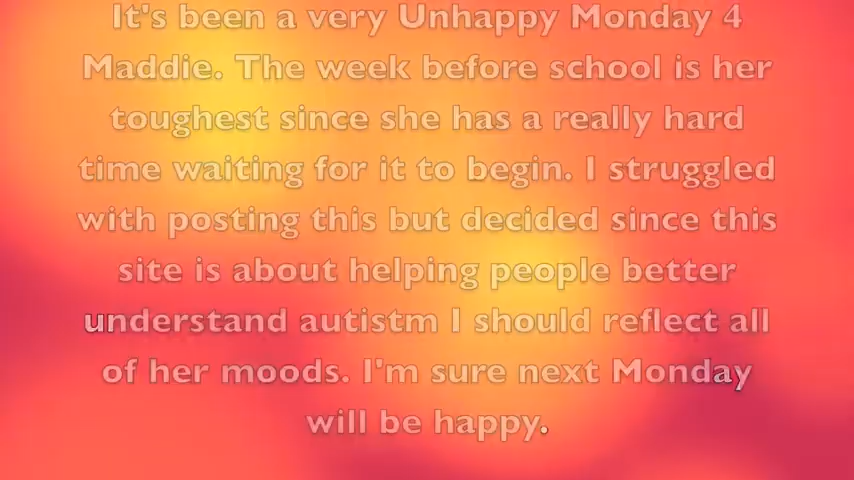 It's been a very Unhappy Monday 4
Maddie. The week before school is her
toughest since she has a really hard
time waiting for it to begin. I struggled
with posting this but decided since this
site is about helping people better
understand autistm I should reflect all
of her moods. I'm sure next Monday
will be happy.